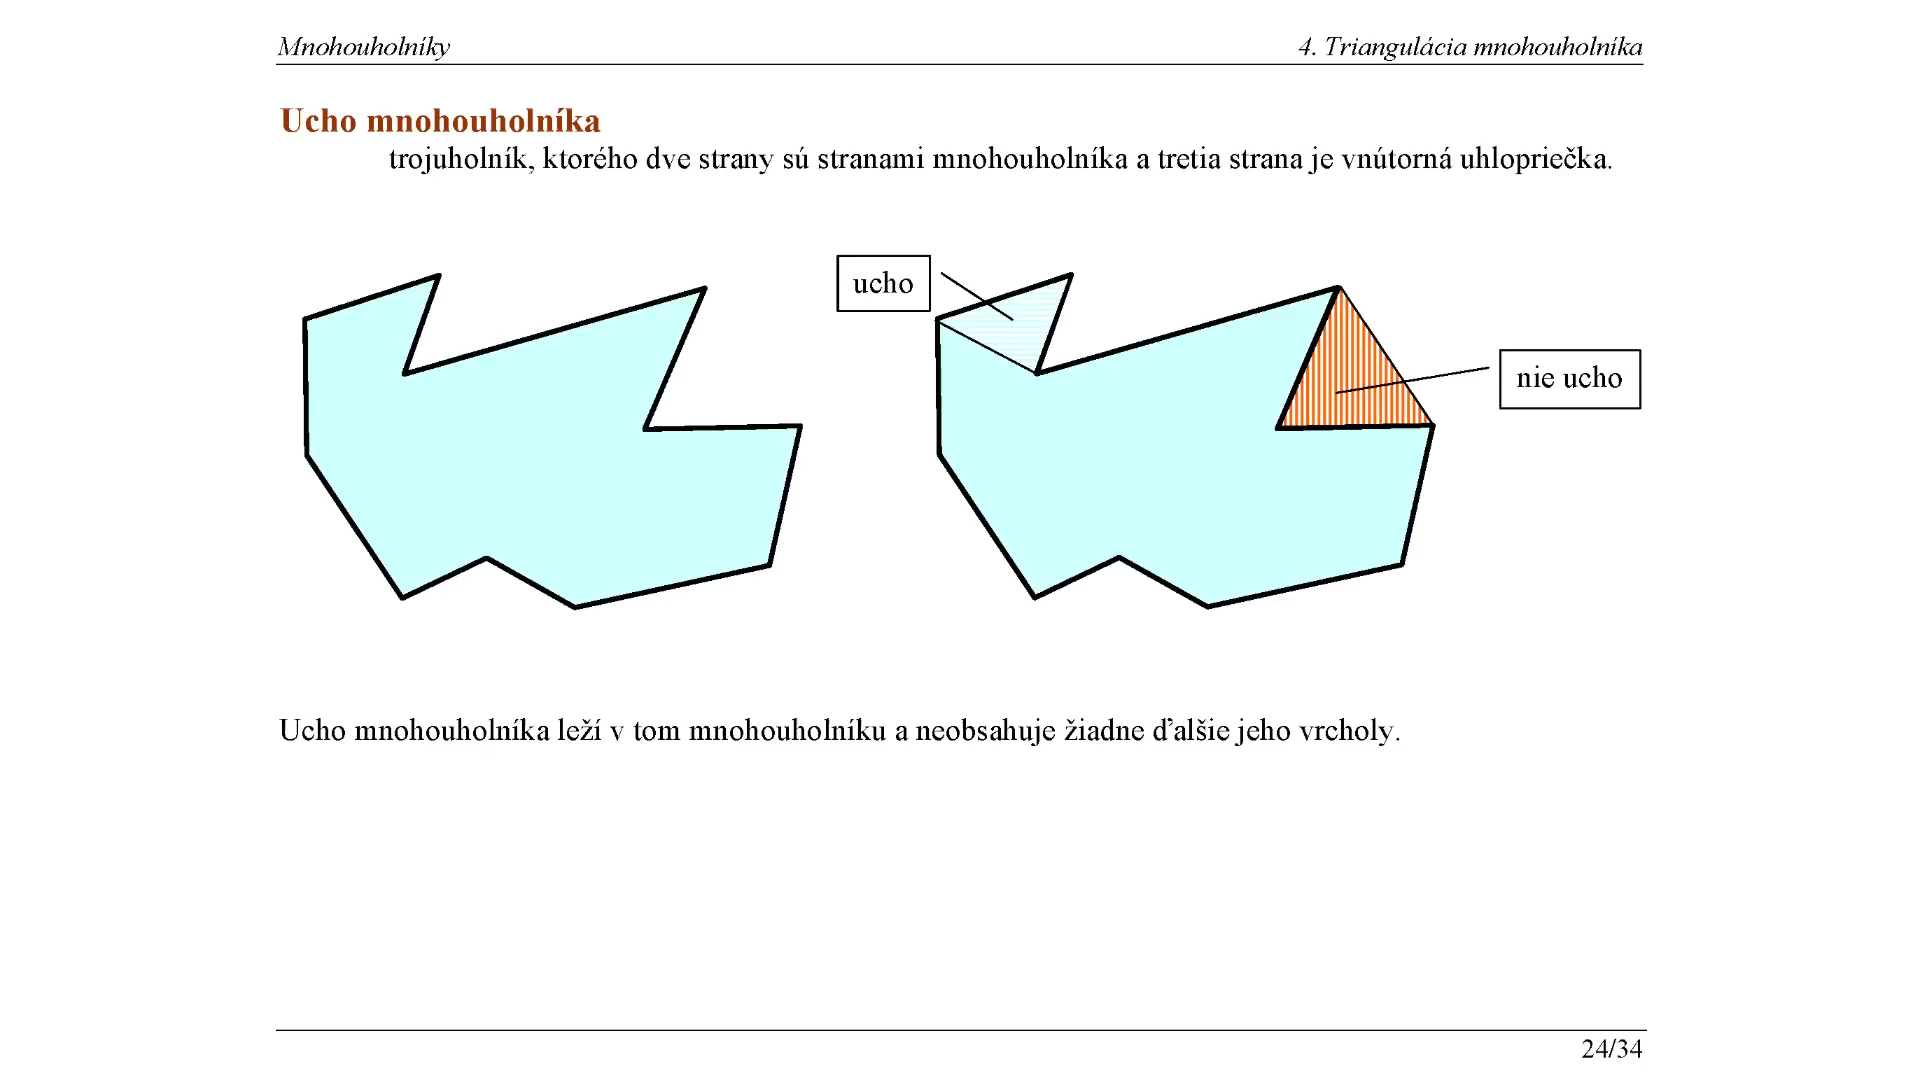 Mnohouholníky
4. Triangulácia mnohouholníka
Ucho mnohouholníka
trojuholník, ktorého dve strany sú stranami mnohouholníka a tretia strana je vnútorná uhlopriečka.
ucho
nie ucho
Ucho mnohouholníka leží v tom mnohouholníku a neobsahuje žiadne ďalšie jeho vrcholy.
24/34